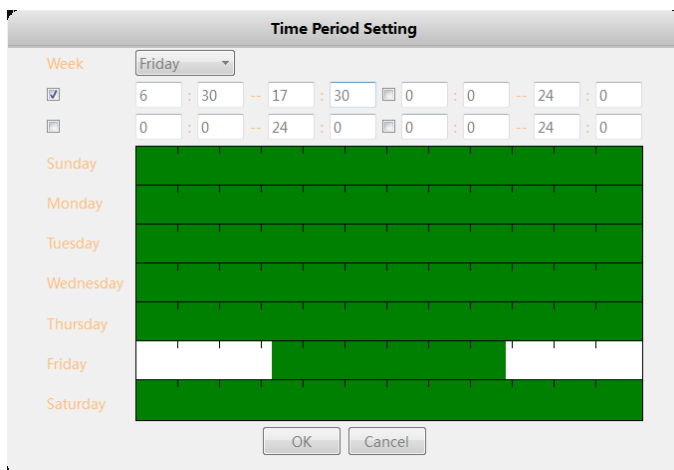 Time Period Setting
Week Friday
6 : 30 -- 17 : 30 0 : 0 -- 24 : 0
0 : 0 -- 24 : 0 0 : 0 -- 24 : 0
Sunday
Monday
Tuesday
Wednesday
Thursday
Friday
Saturday
OK Cancel